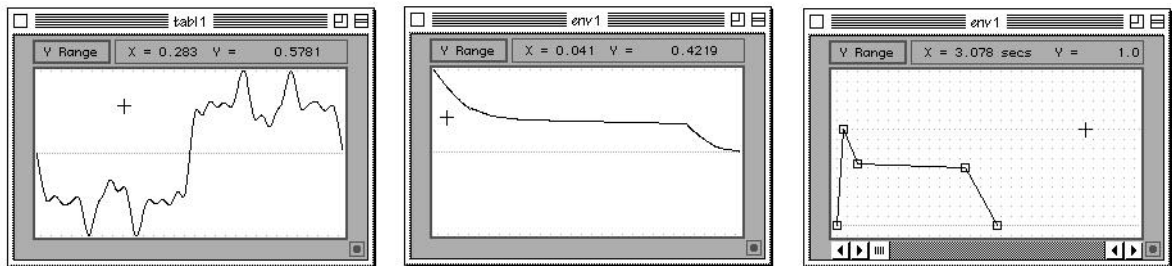 tabl1
Y Range X = 0.283 Y = 0.5781
env1
Y Range X = 0.041 Y = 0.4219
env1
Y Range X = 3.078 secs Y = 1.0